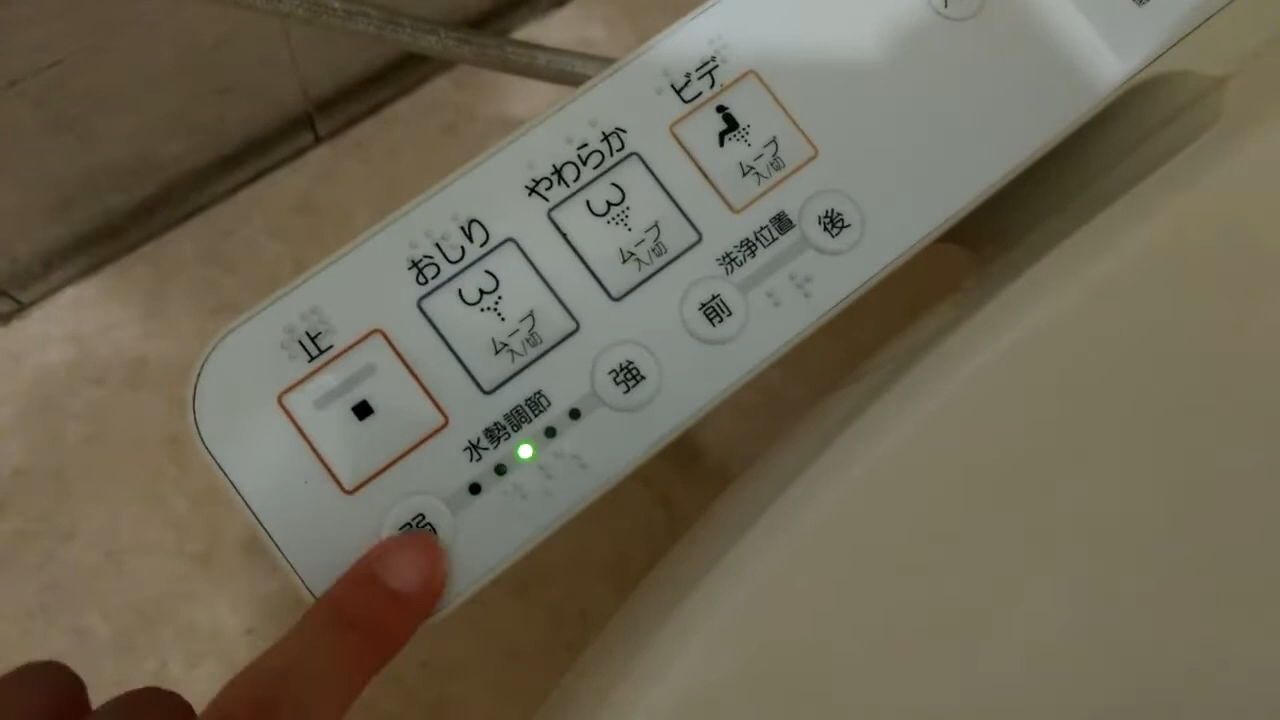 止
おしり
ムーブ
入/切
やわらか
ムーブ
入/切
ビデ
ムーブ
入/切
水勢調節
弱
強
洗浄位置
前
後